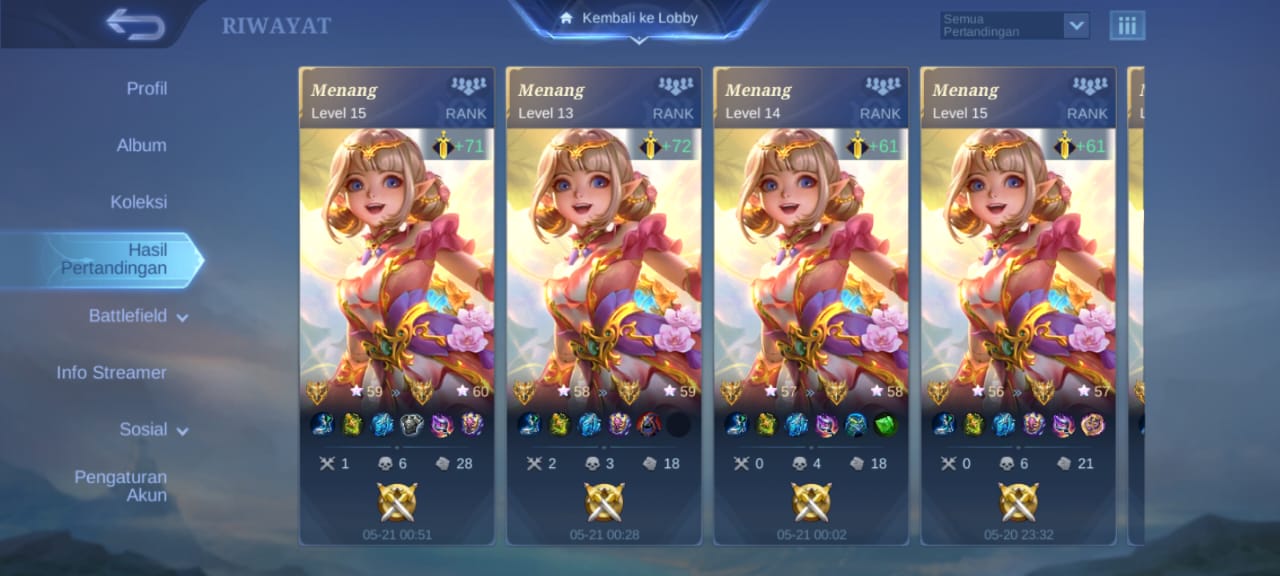 RIWAYAT
Kembali ke Lobby
Semua
Pertandingan
Profil
Album
Koleksi
Hasil
Pertandingan
Battlefield
Info Streamer
Sosial
Pengaturan
Akun
Menang
Level 15 RANK
+71
59 » 60
1 6 28
05-21 00:51
Menang
Level 13 RANK
+72
58 » 59
2 3 18
05-21 00:28
Menang
Level 14 RANK
+61
57 » 58
0 4 18
05-21 00:02
Menang
Level 15 RANK
+61
56 » 57
0 6 21
05-20 23:32